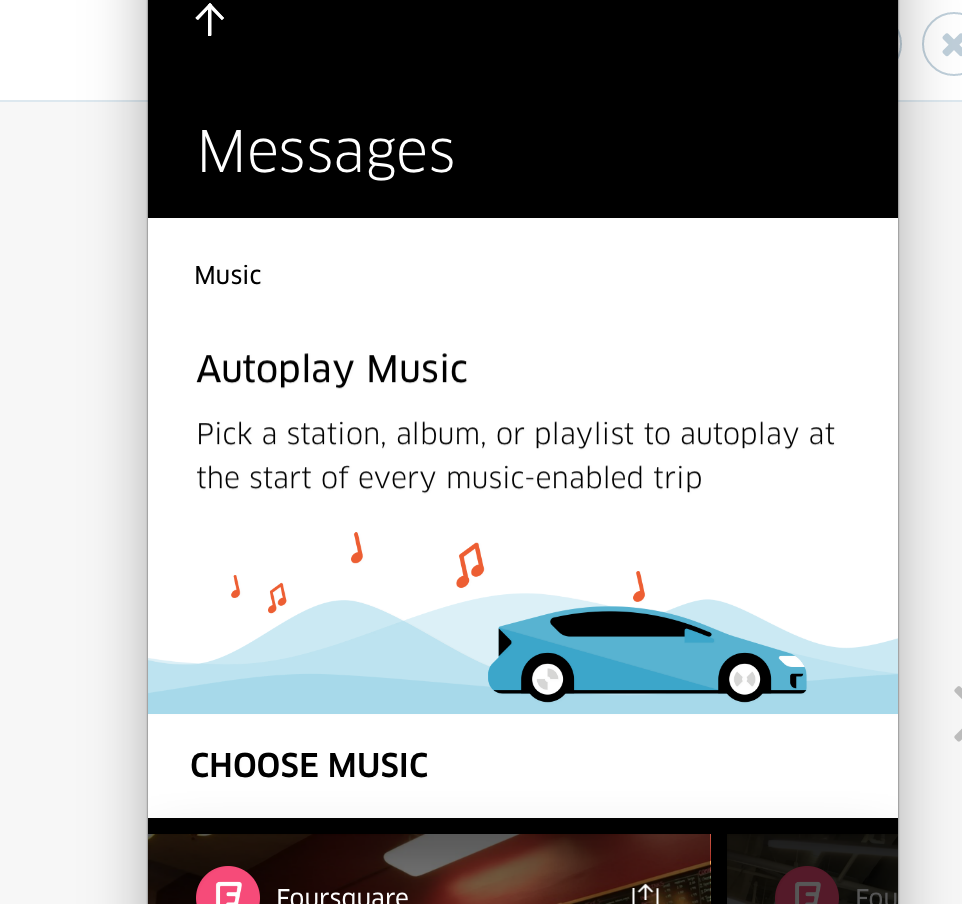 Messages
Music
Autoplay Music
Pick a station, album, or playlist to autoplay at
the start of every music-enabled trip
CHOOSE MUSIC
Foursquare
Fou